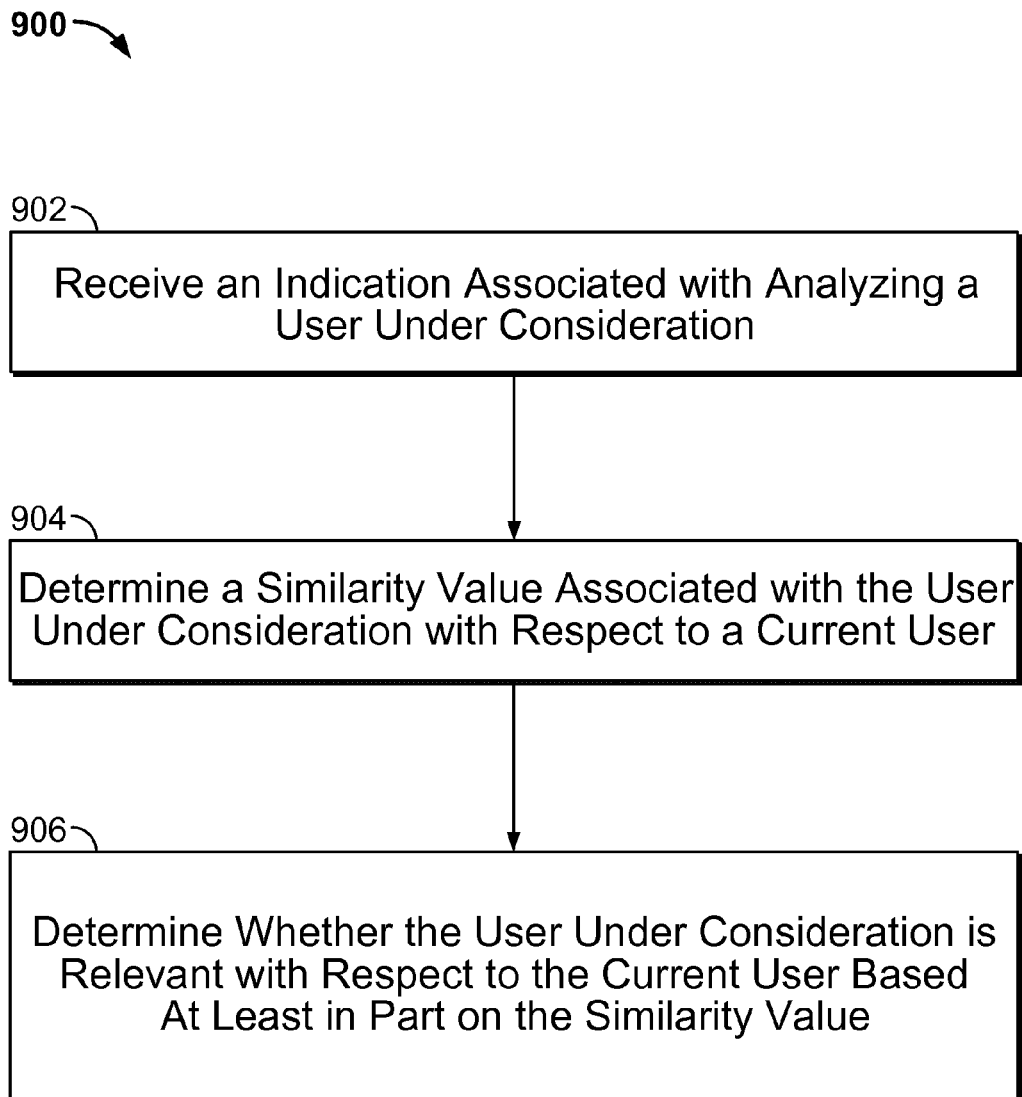 900
902
Receive an Indication Associated with Analyzing a
User Under Consideration
904
Determine a Similarity Value Associated with the User
Under Consideration with Respect to a Current User
906
Determine Whether the User Under Consideration is
Relevant with Respect to the Current User Based
At Least in Part on the Similarity Value